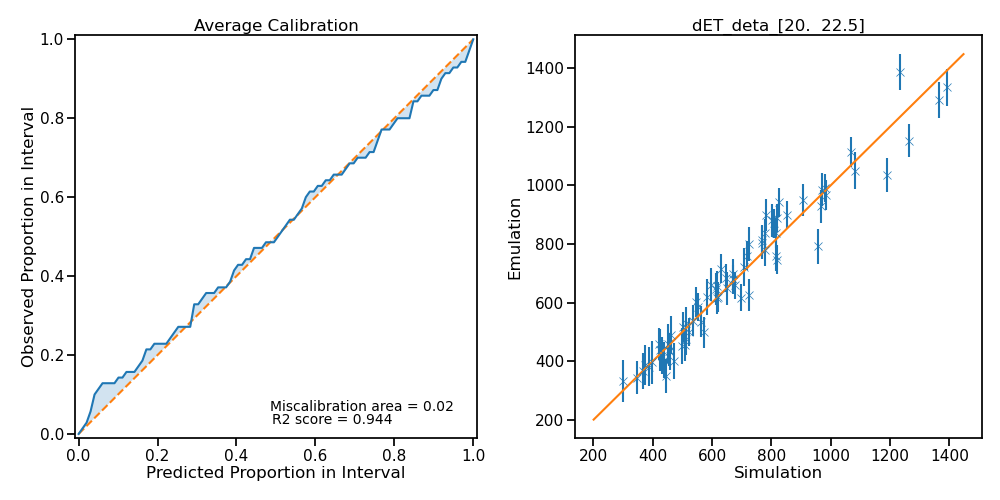 Average Calibration
1.0
0.8
0.6
0.4
0.2
0.0
Observed Proportion in Interval
Miscalibration area = 0.02
R2 score = 0.944
0.0 0.2 0.4 0.6 0.8 1.0
Predicted Proportion in Interval
dET deta [20. 22.5]
1400
1200
1000
800
600
400
200
Emulation
200 400 600 800 1000 1200 1400
Simulation